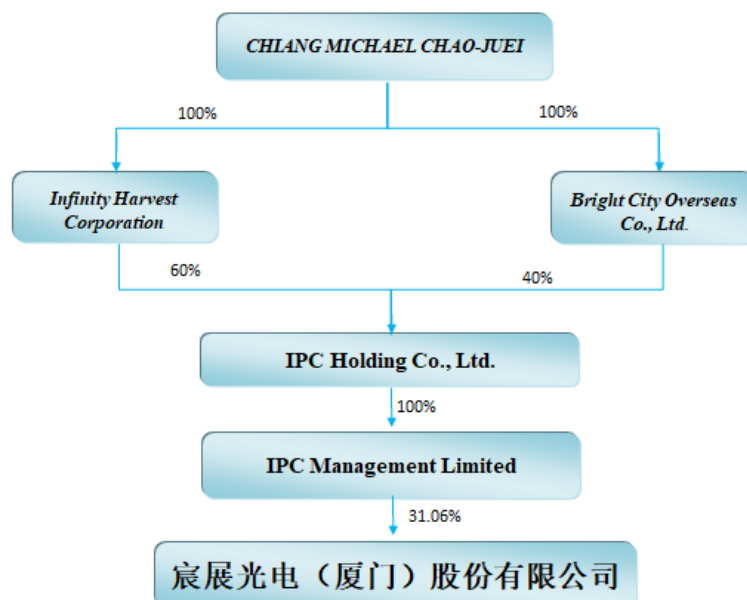 CHIANG MICHAEL CHAO-JUEI
100%
100%
Infinity Harvest
Corporation
Bright City Overseas
Co., Ltd.
60%
40%
IPC Holding Co., Ltd.
100%
IPC Management Limited
31.06%
宸展光电（厦门）股份有限公司